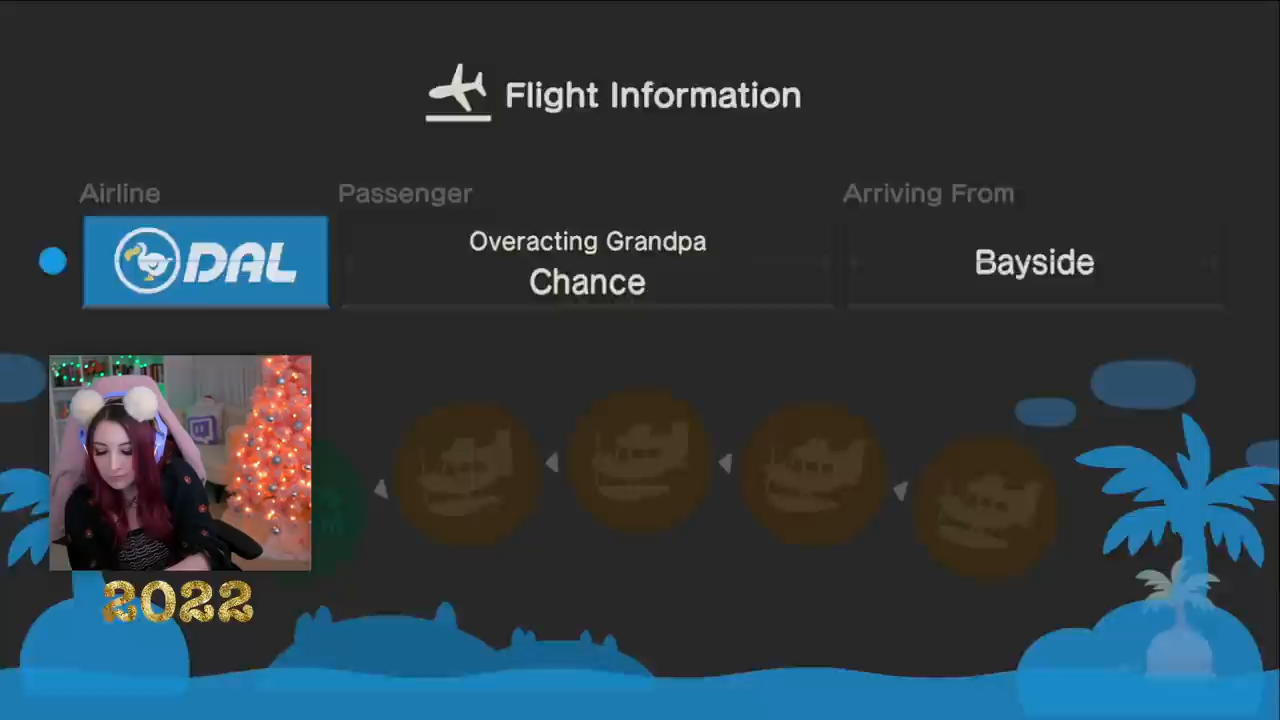 Flight Information
Airline
Passenger
Arriving From
DAL
Overacting Grandpa
Chance
Bayside
2022